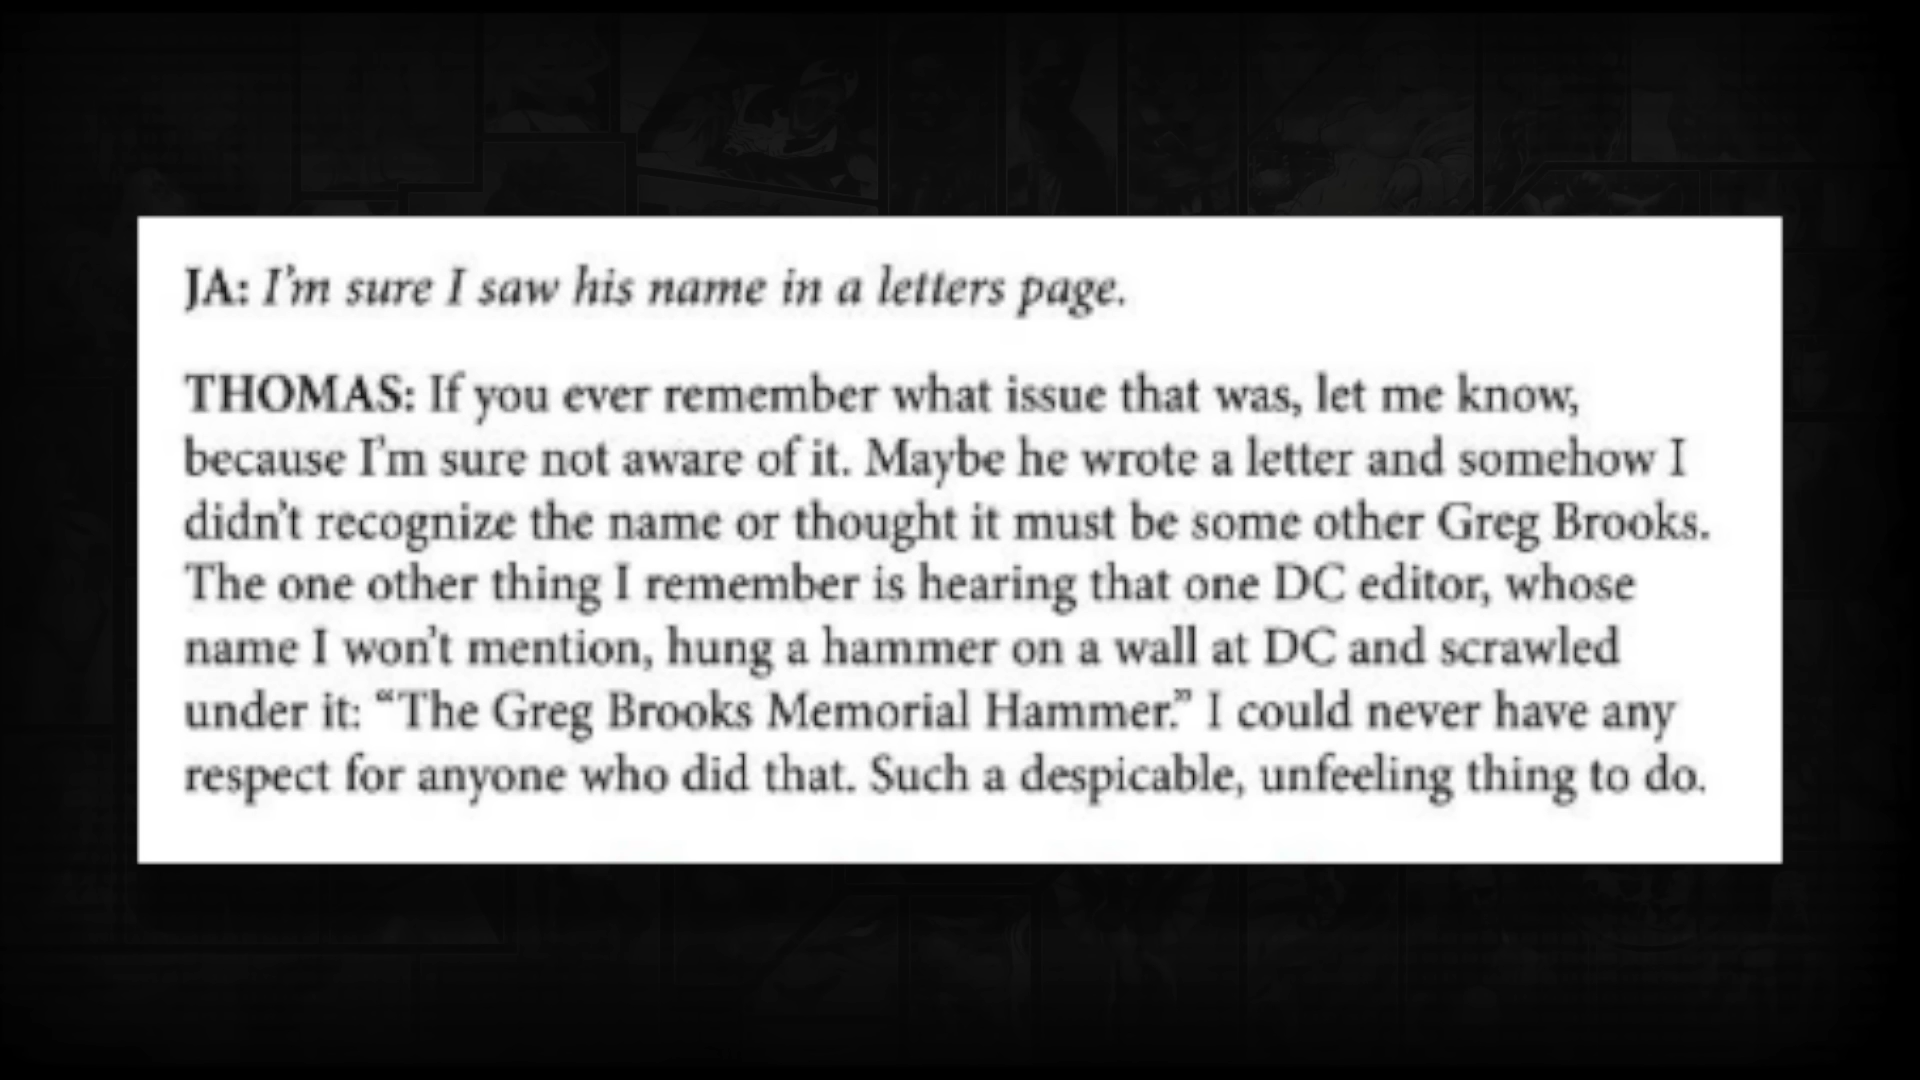 JA: I'm sure I saw his name in a letters page.
THOMAS: If you ever remember what issue that was, let me know,
because I'm sure not aware of it. Maybe he wrote a letter and somehow I
didn't recognize the name or thought it must be some other Greg Brooks.
The one other thing I remember is hearing that one DC editor, whose
name I won't mention, hung a hammer on a wall at DC and scrawled
under it: “The Greg Brooks Memorial Hammer.” I could never have any
respect for anyone who did that. Such a despicable, unfeeling thing to do.